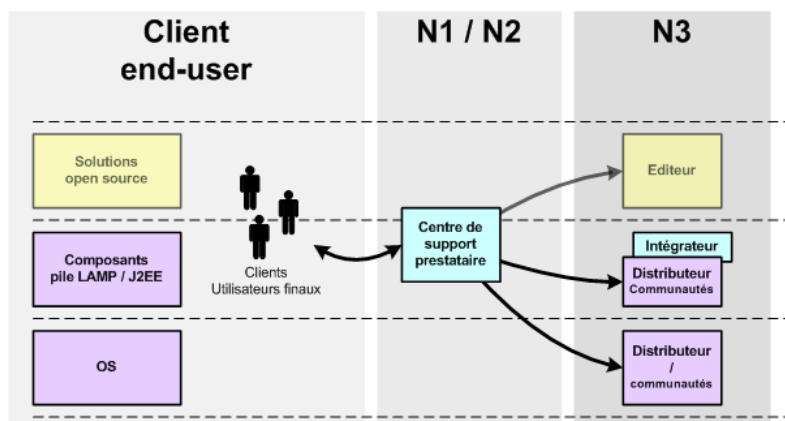 Client
end-user
N1 / N2
N3
Solutions
open source
Editeur
Centre de
support
prestataire
Composants
pile LAMP / J2EE
Clients
Utilisateurs finaux
Intégrateur
Distributeur
Communautés
OS
Distributeur
/
communautés